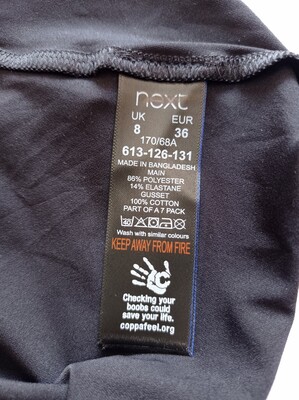 next
UK EUR
8 36
170/68A
613-126-131
MADE IN BANGLADESH
MAIN
86% POLYESTER
14% ELASTANE
GUSSET
100% COTTON
PART OF A 7 PACK
Wash with similar colours
KEEP AWAY FROM FIRE
Checking your
boobs could
save your life.
coppafeel.org